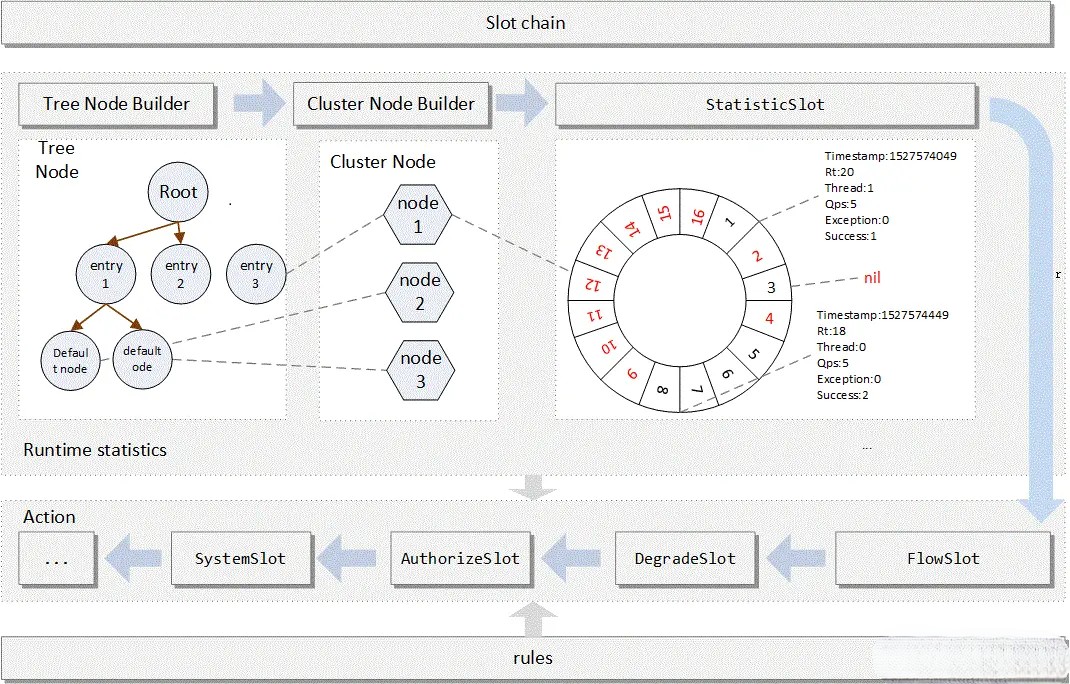 Slot chain
Tree Node Builder
Cluster Node Builder
StatisticSlot
Tree
Node
Root
.
entry
1
entry
2
entry
3
Defaul
t node
default
ode
Cluster Node
node
1
node
2
node
3
1
2
3
4
5
6
7
8
9
10
11
12
13
14
15
16
Timestamp:1527574049
Rt:20
Thread:1
Qps:5
Exception:0
Success:1
nil
r
Timestamp:1527574449
Rt:18
Thread:0
Qps:5
Exception:0
Success:2
...
Runtime statistics
Action
...
SystemSlot
AuthorizeSlot
DegradeSlot
FlowSlot
rules